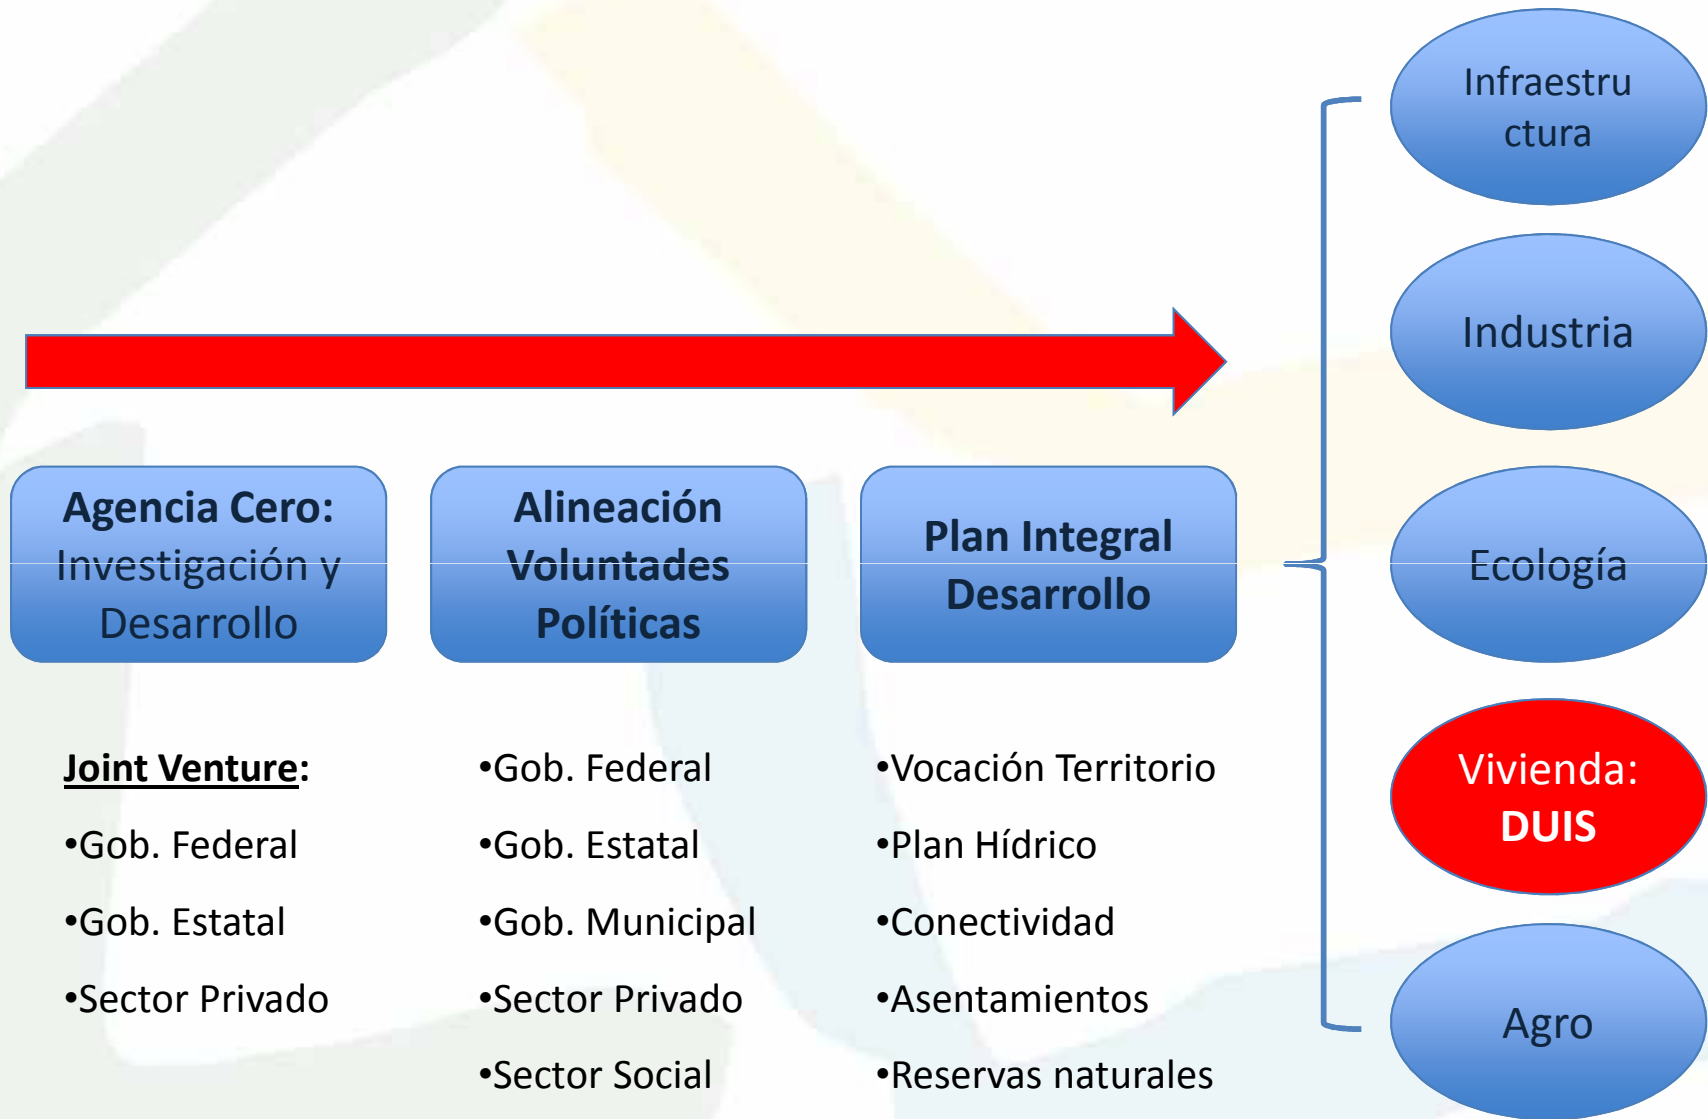 Agencia Cero:
Investigación y
Desarrollo
Joint Venture:
•Gob. Federal
•Gob. Estatal
•Sector Privado
Alineación
Voluntades
Políticas
•Gob. Federal
•Gob. Estatal
•Gob. Municipal
•Sector Privado
•Sector Social
Plan Integral
Desarrollo
•Vocación Territorio
•Plan Hídrico
•Conectividad
•Asentamientos
•Reservas naturales
Infraestru
ctura
Industria
Ecología
Vivienda:
DUIS
Agro